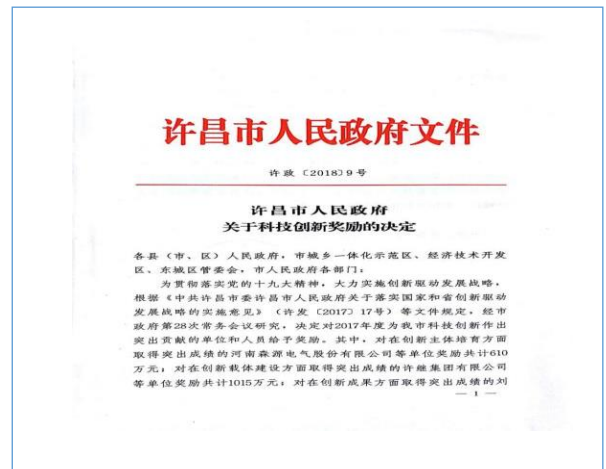 许昌市人民政府文件
许政〔2018〕9号
许昌市人民政府
关于科技创新奖励的决定
各县（市、区）人民政府，市城乡一体化示范区、经济技术开发
区、东城区管委会，市人民政府各部门：
为贯彻落实党的十九大精神，大力实施创新驱动发展战略，
根据《中共许昌市委许昌市人民政府关于落实国家和省创新驱动
发展战略的实施意见》（许发〔2017〕17号）等文件规定，经市
政府第28次常务会议研究，决定对2017年度为我市科技创新作出
突出贡献的单位和人员给予奖励。其中，对在创新主体培育方面
取得突出成绩的河南森源电气股份有限公司等单位奖励共计610
万元；对在创新载体建设方面取得突出成绩的许继集团有限公司
等单位奖励共计1015万元；对在创新成果方面取得突出成绩的刘
— 1 —